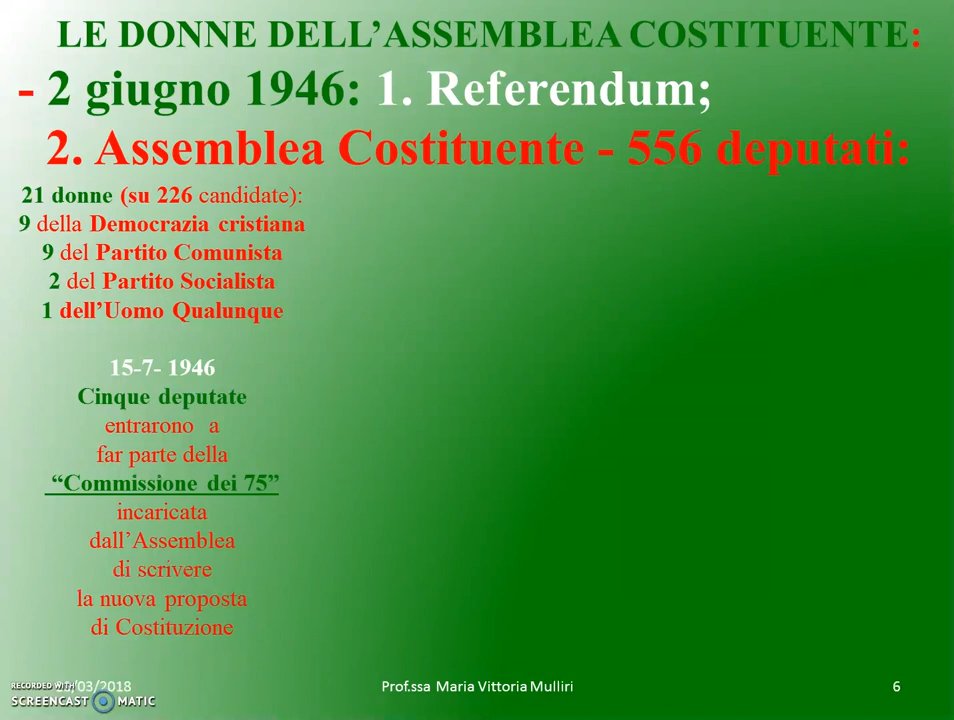 LE DONNE DELL’ASSEMBLEA COSTITUENTE:
- 2 giugno 1946: 1. Referendum;
2. Assemblea Costituente - 556 deputati:
21 donne (su 226 candidate):
9 della Democrazia cristiana
9 del Partito Comunista
2 del Partito Socialista
1 dell’Uomo Qualunque
15-7- 1946
Cinque deputate
entrarono a
far parte della
“Commissione dei 75”
incaricata
dall’Assemblea
di scrivere
la nuova proposta
di Costituzione
/03/2018
Prof.ssa Maria Vittoria Mulliri
6
RECORDED WITH
SCREENCAST MATIC